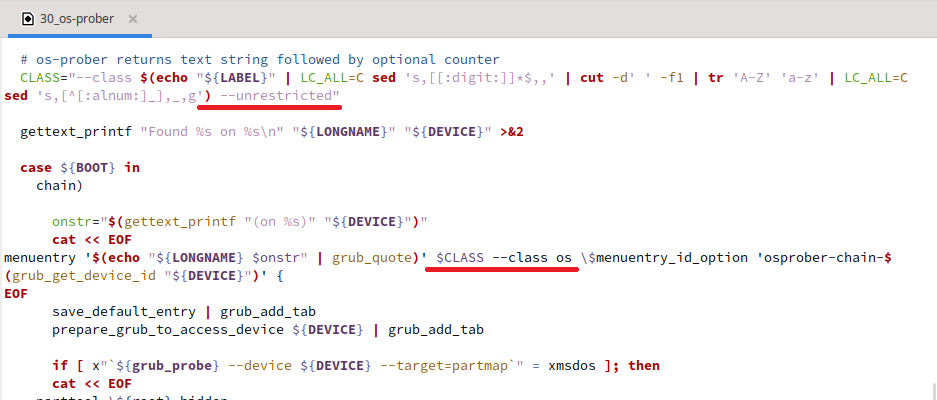 30_os-prober ×
# os-prober returns text string followed by optional counter
CLASS="--class $(echo "${LABEL}" | LC_ALL=C sed 's,[[:digit:]]*$,,' | cut -d' ' -f1 | tr 'A-Z' 'a-z' | LC_ALL=C
sed 's,[^[:alnum:]_],_,g') --unrestricted"
gettext_printf "Found %s on %s\n" "${LONGNAME}" "${DEVICE}" >&2
case ${BOOT} in
chain)
onstr="$(gettext_printf "(on %s)" "${DEVICE}")"
cat << EOF
menuentry '$(echo "${LONGNAME} $onstr" | grub_quote)' $CLASS --class os \$menuentry_id_option 'osprober-chain-$
(grub_get_device_id "${DEVICE}")' {
EOF
save_default_entry | grub_add_tab
prepare_grub_to_access_device ${DEVICE} | grub_add_tab
if [ x"`${grub_probe} --device ${DEVICE} --target=partmap`" = xmsdos ]; then
cat << EOF